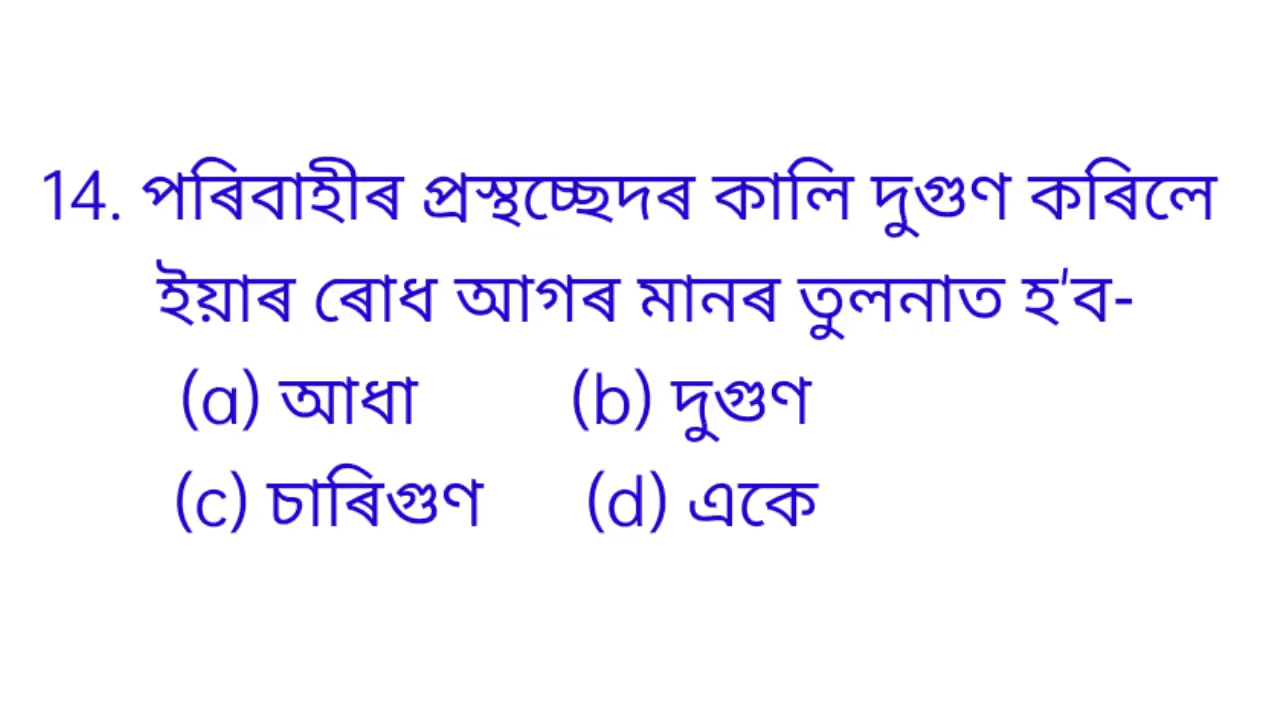 14. পৰিবাহীৰ প্ৰস্থচ্ছেদৰ কালি দুগুণ কৰিলে
ইয়াৰ ৰোধ আগৰ মানৰ তুলনাত হ'ব-
(a) আধা (b) দুগুণ
(c) চাৰিগুণ (d) একে